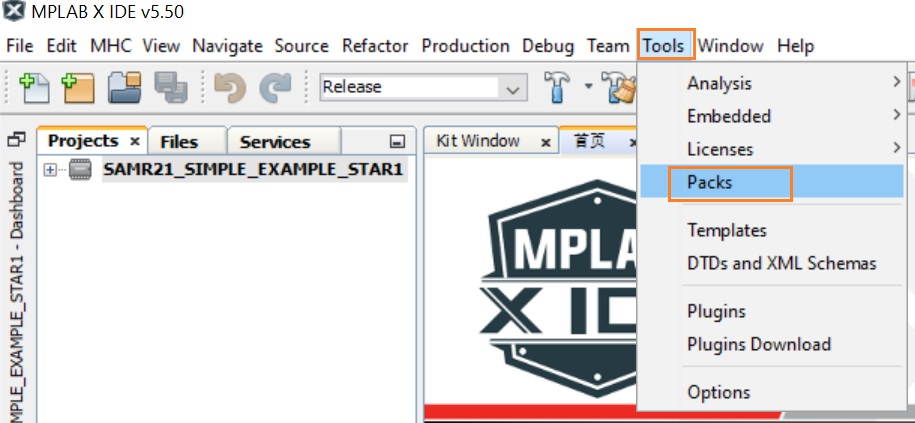 MPLAB X IDE v5.50
File Edit MHC View Navigate Source Refactor Production Debug Team Tools Window Help
Release
Analysis
Embedded
Licenses
Packs
Templates
DTDs and XML Schemas
Plugins
Plugins Download
Options
Projects Files Services
Kit Window 首页
SAMR21_SIMPLE_EXAMPLE_STAR1
MPLAB
X ID
MPLE_EXAMPLE_STAR1 - Dashboard